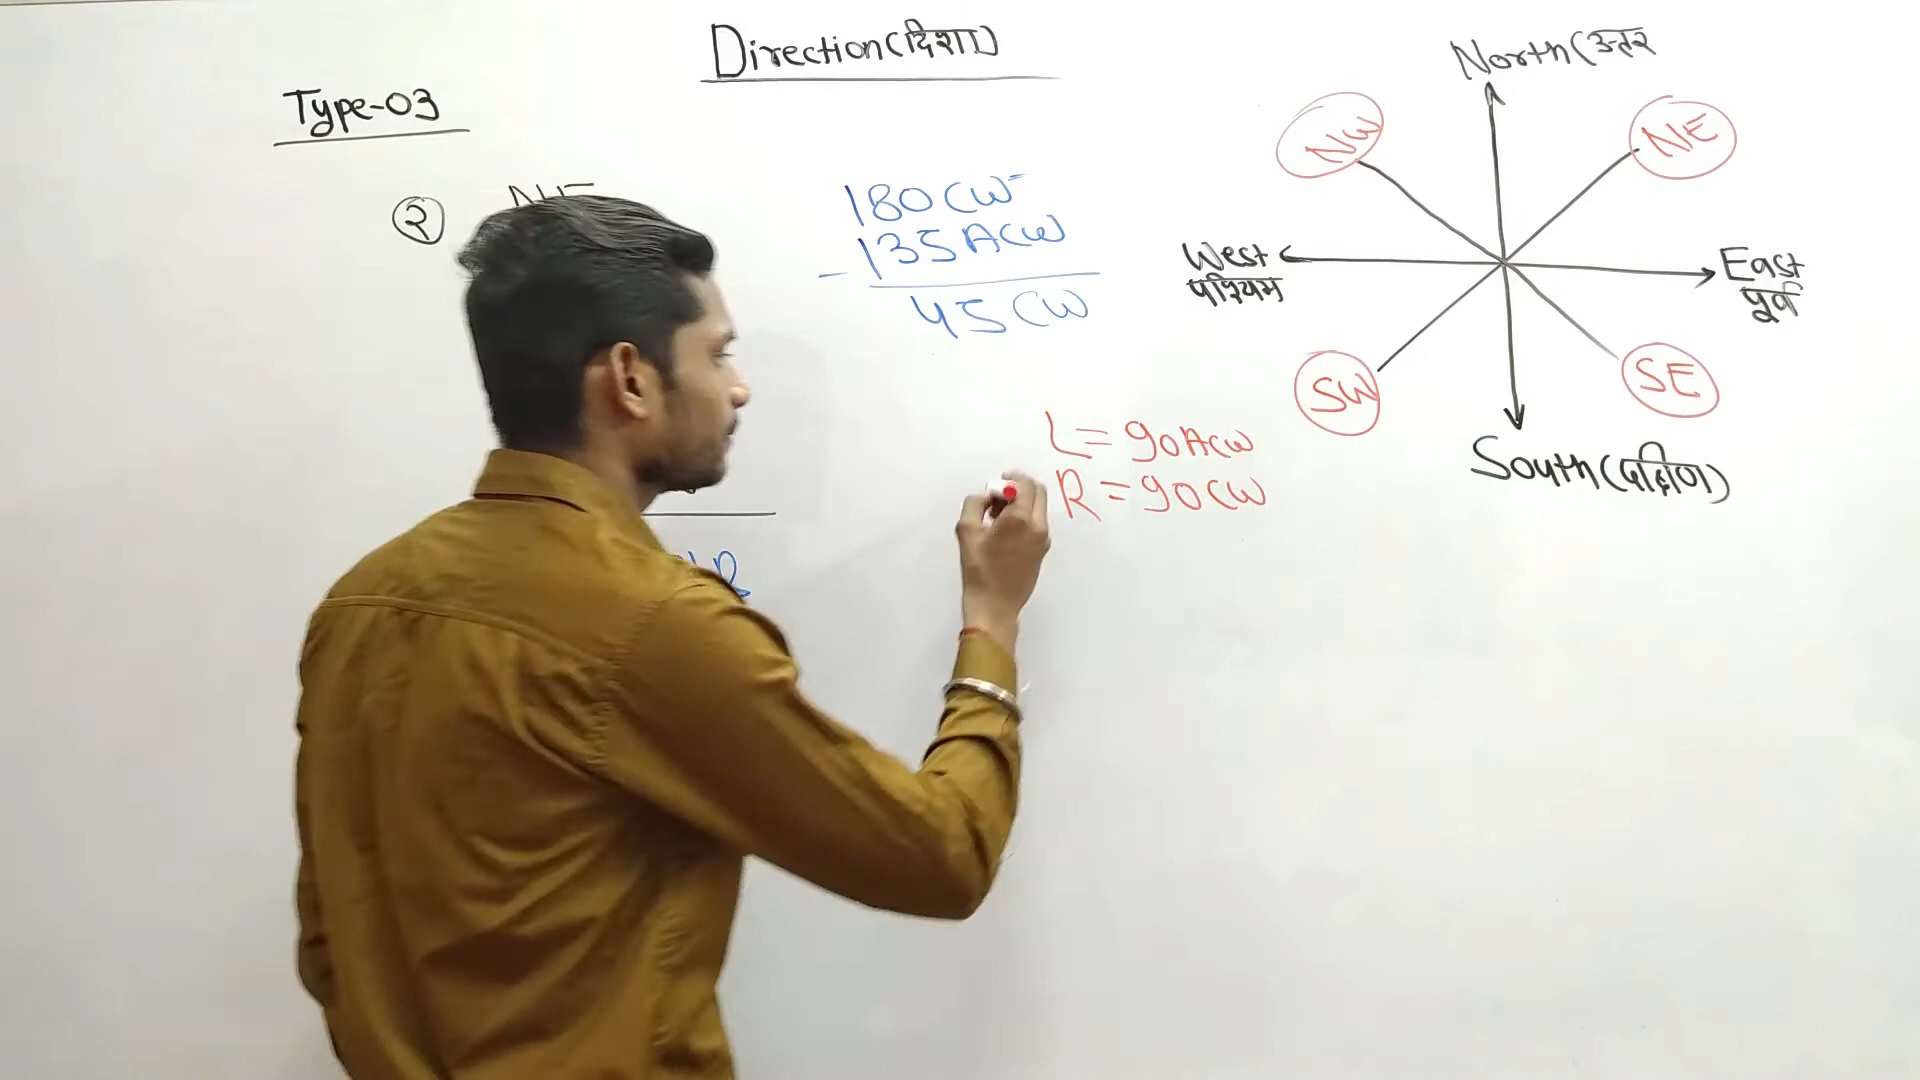 Direction(दिशा)
Type-03
२
180 CW
- 135 ACW
45 CW
North(उत्तर
NW
NE
West
पश्चिम
East
पूर्व
SW
SE
South(दक्षिण)
L = 90 ACW
R = 90 CW